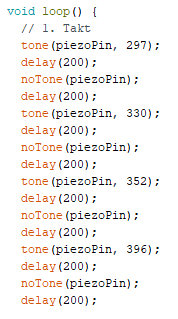 void loop() {
// 1. Takt
tone(piezoPin, 297);
delay(200);
noTone(piezoPin);
delay(200);
tone(piezoPin, 330);
delay(200);
noTone(piezoPin);
delay(200);
tone(piezoPin, 352);
delay(200);
noTone(piezoPin);
delay(200);
tone(piezoPin, 396);
delay(200);
noTone(piezoPin);
delay(200);